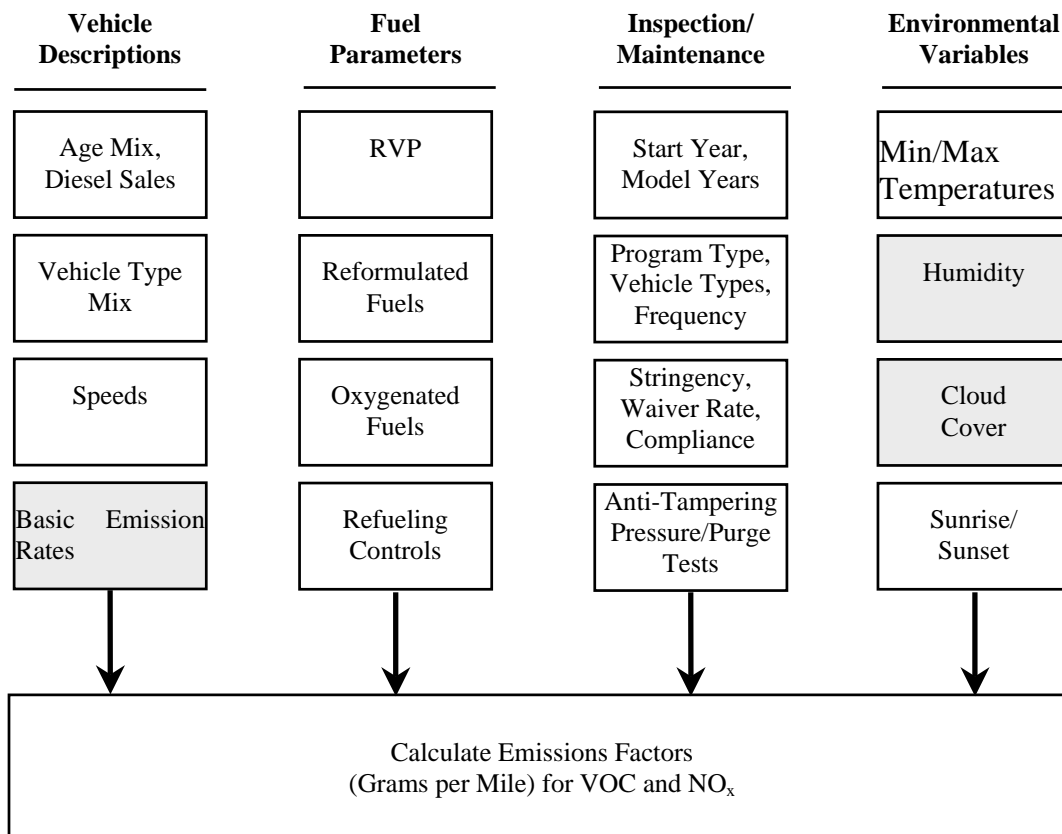 Vehicle
Descriptions
Fuel
Parameters
Inspection/
Maintenance
Environmental
Variables
Age Mix,
Diesel Sales
RVP
Start Year,
Model Years
Min/Max
Temperatures
Vehicle Type
Mix
Reformulated
Fuels
Program Type,
Vehicle Types,
Frequency
Humidity
Speeds
Oxygenated
Fuels
Stringency,
Waiver Rate,
Compliance
Cloud
Cover
Basic Emission
Rates
Refueling
Controls
Anti-Tampering
Pressure/Purge
Tests
Sunrise/
Sunset
Calculate Emissions Factors
(Grams per Mile) for VOC and NOx